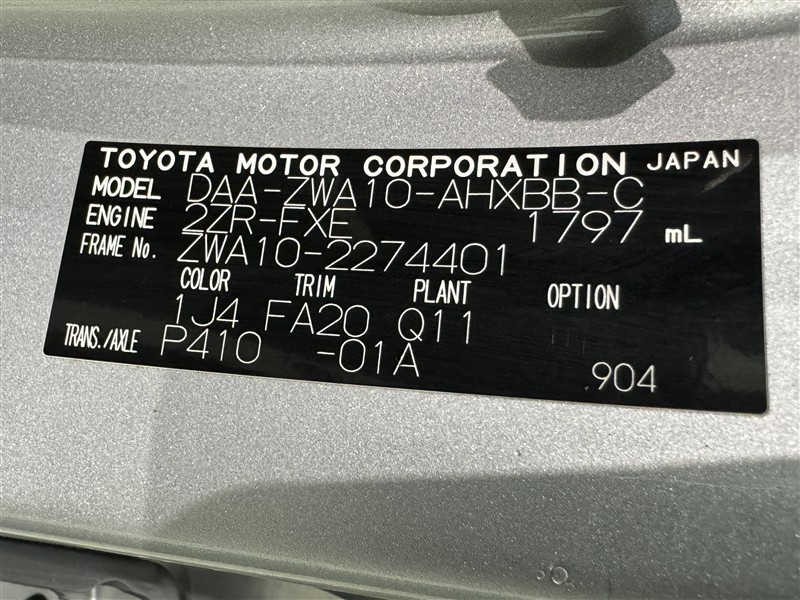 TOYOTA MOTOR CORPORATION JAPAN
MODEL DAA-ZWA10-AHXBB-C
ENGINE 2ZR-FXE 1797 mL
FRAME No. ZWA10-2274401
COLOR TRIM PLANT OPTION
1J4 FA20 Q11
TRANS./AXLE P410 -01A
904